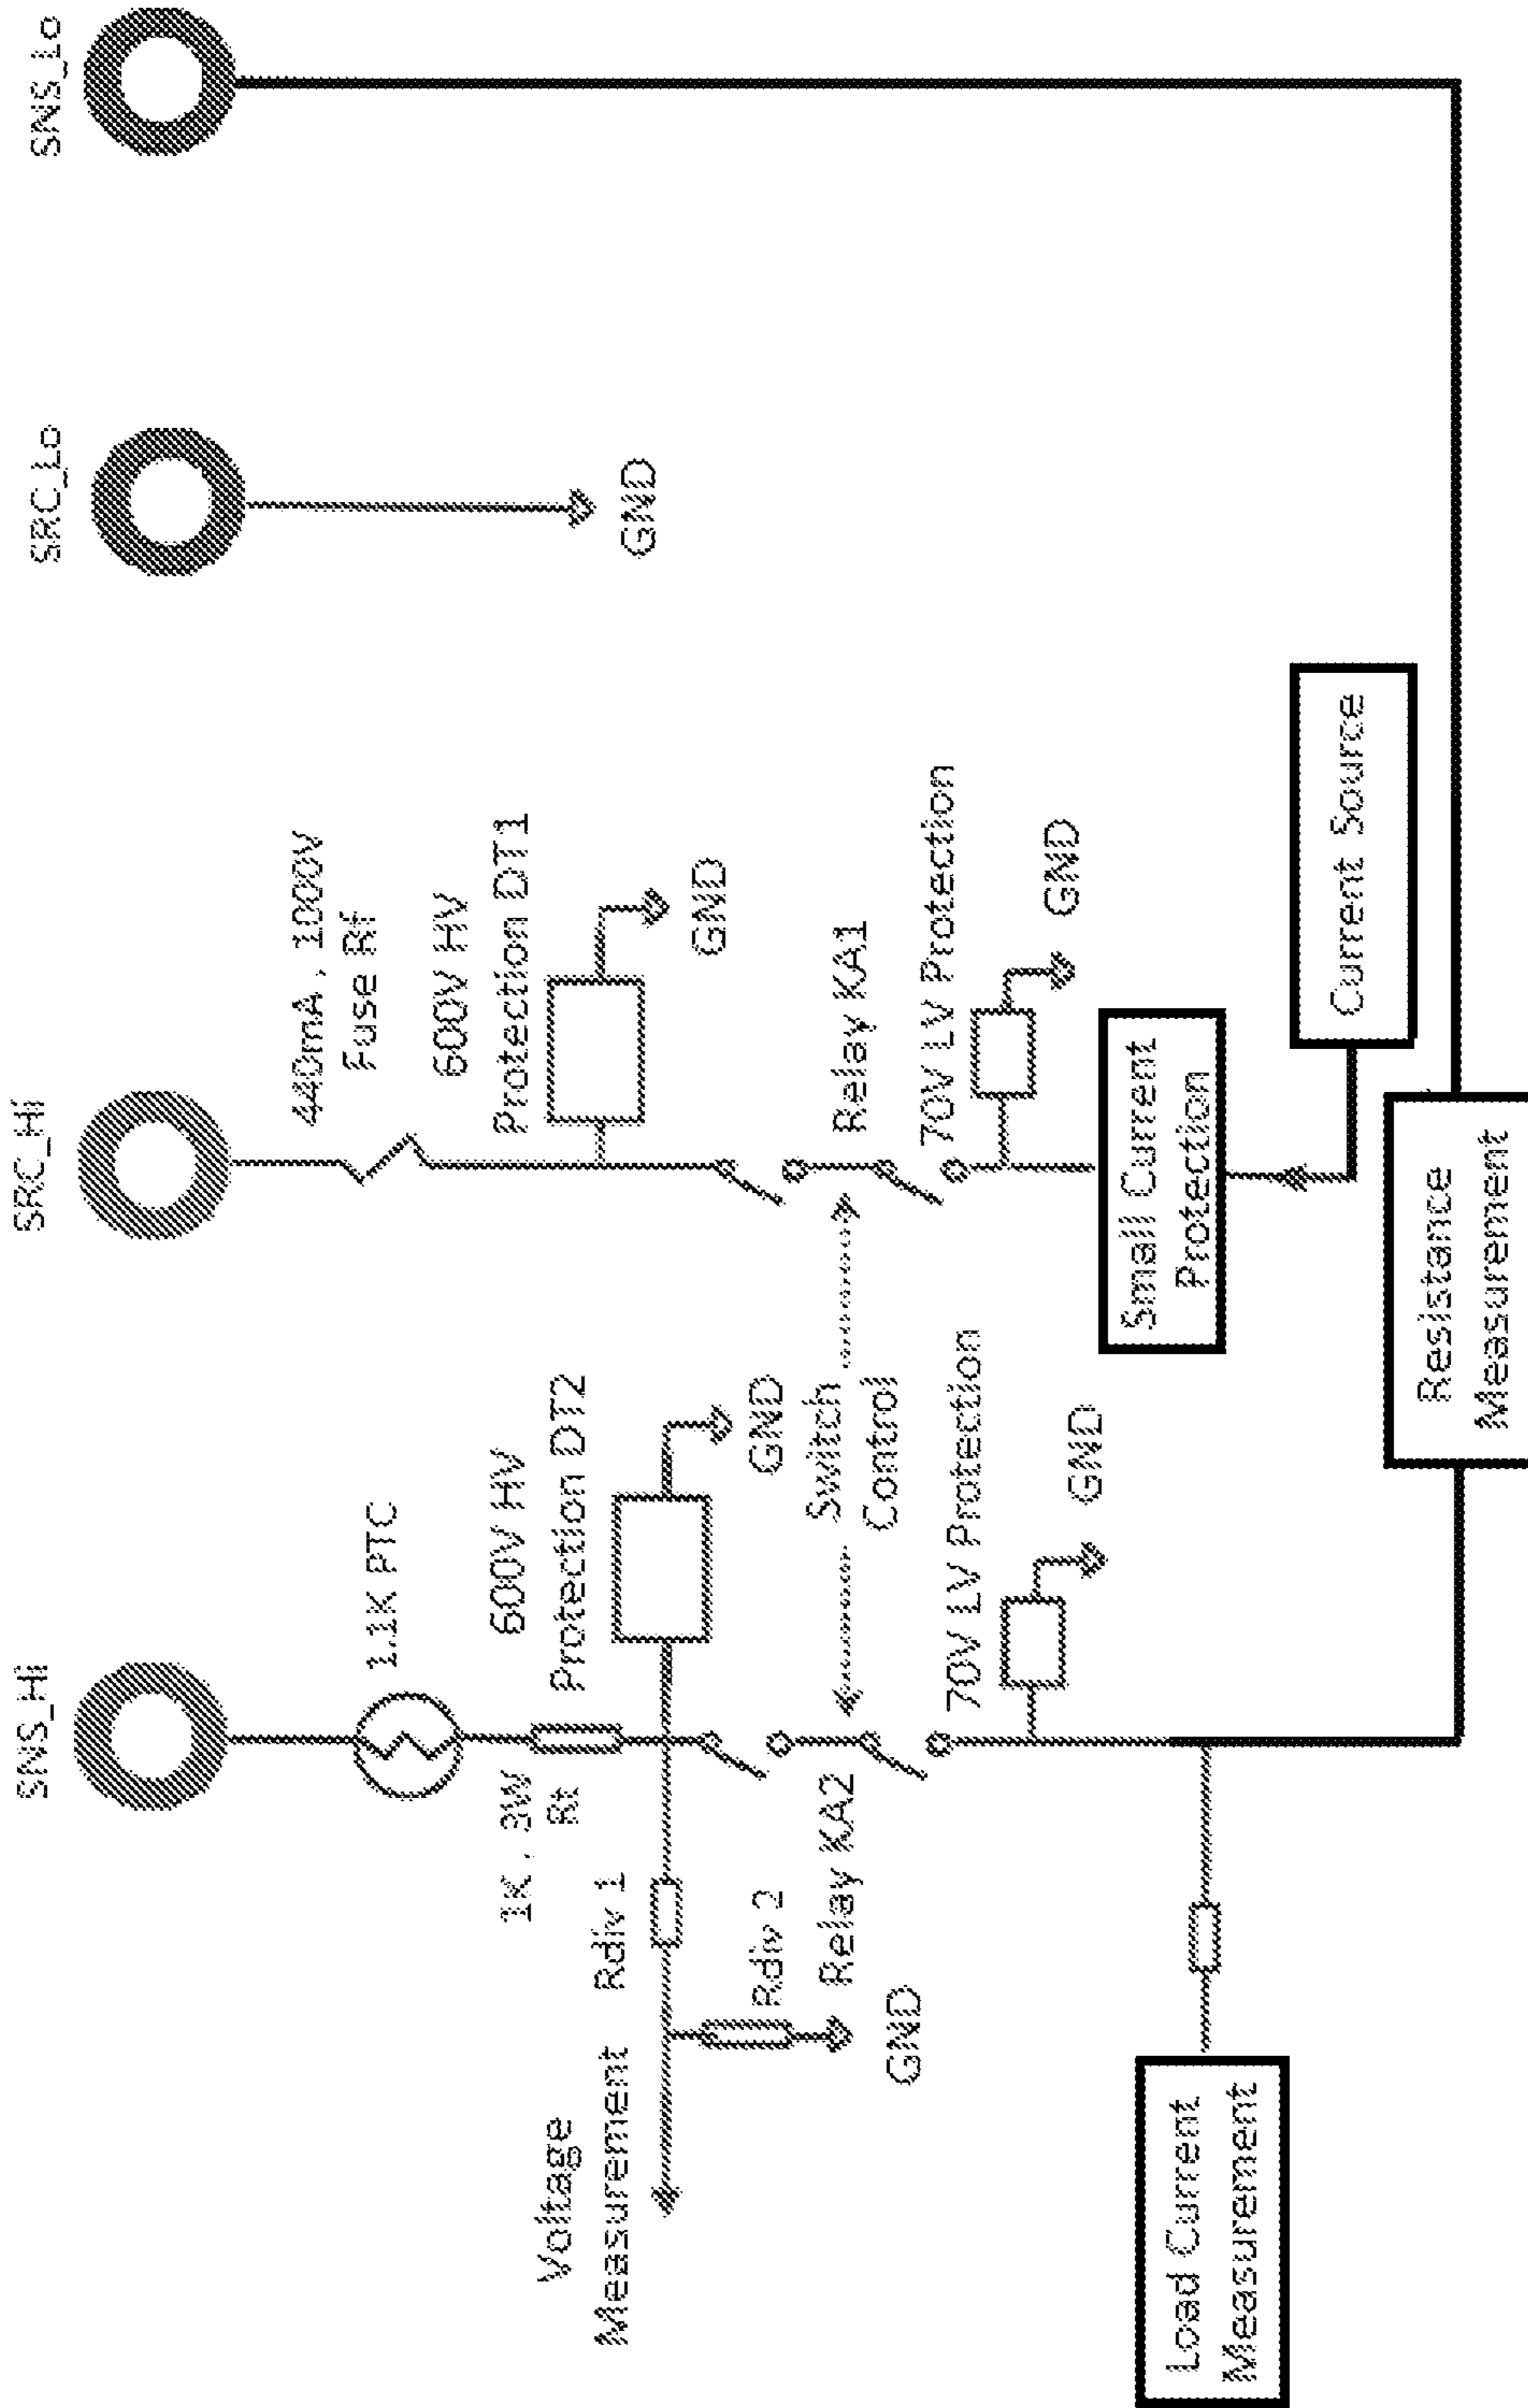 SNS_Hi
SRC_Hi
SRC_Lo
SNS_Lo
1.1K PTC
440mA, 1000V
Fuse Rf
1K, 3W
Rt
600V HV
Protection DT2
600V HV
Protection DT1
GND
Voltage
Measurement
Rdiv 1
Rdiv 2
GND
GND
GND
Relay KA2
Switch
Control
Relay KA1
70V LV Protection
GND
70V LV Protection
GND
Load Current
Measurement
Small Current
Protection
Current Source
Resistance
Measurement